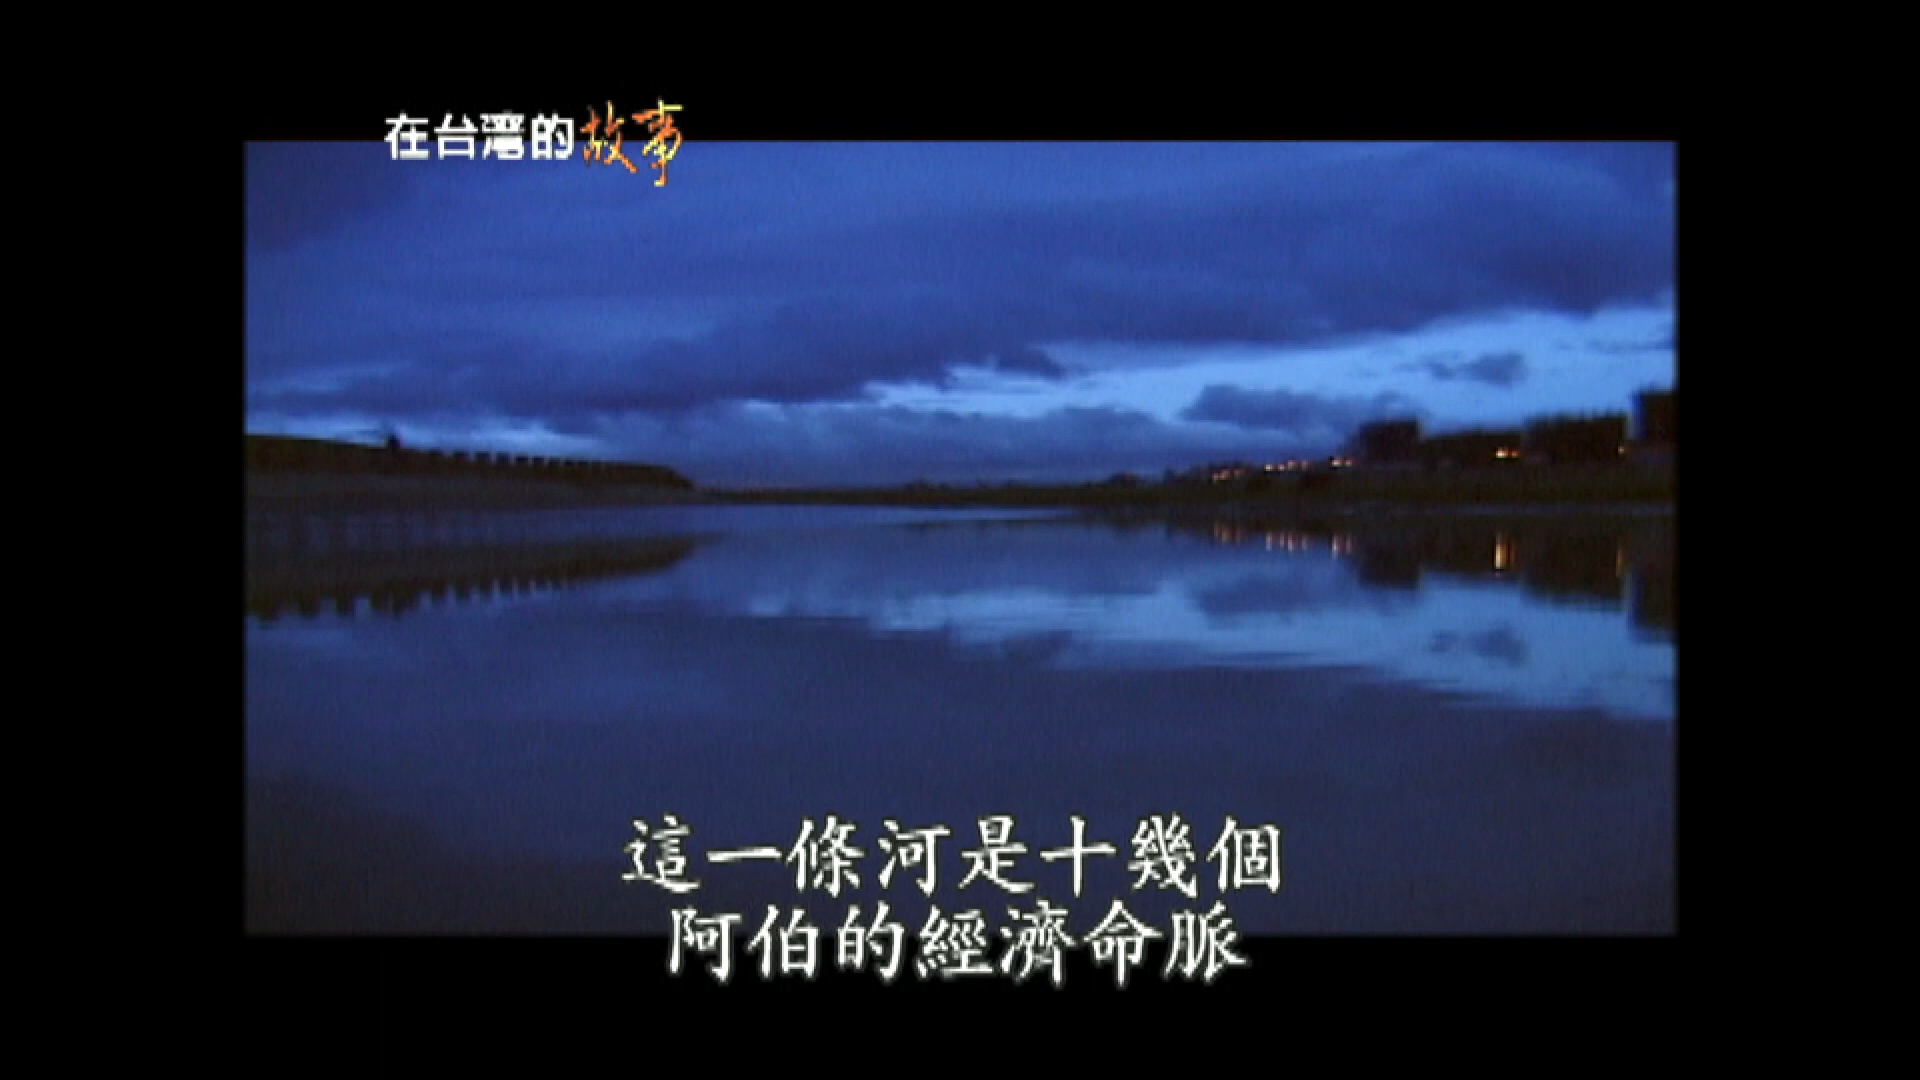 在台灣的故事
這一條河是十幾個
阿伯的經濟命脈